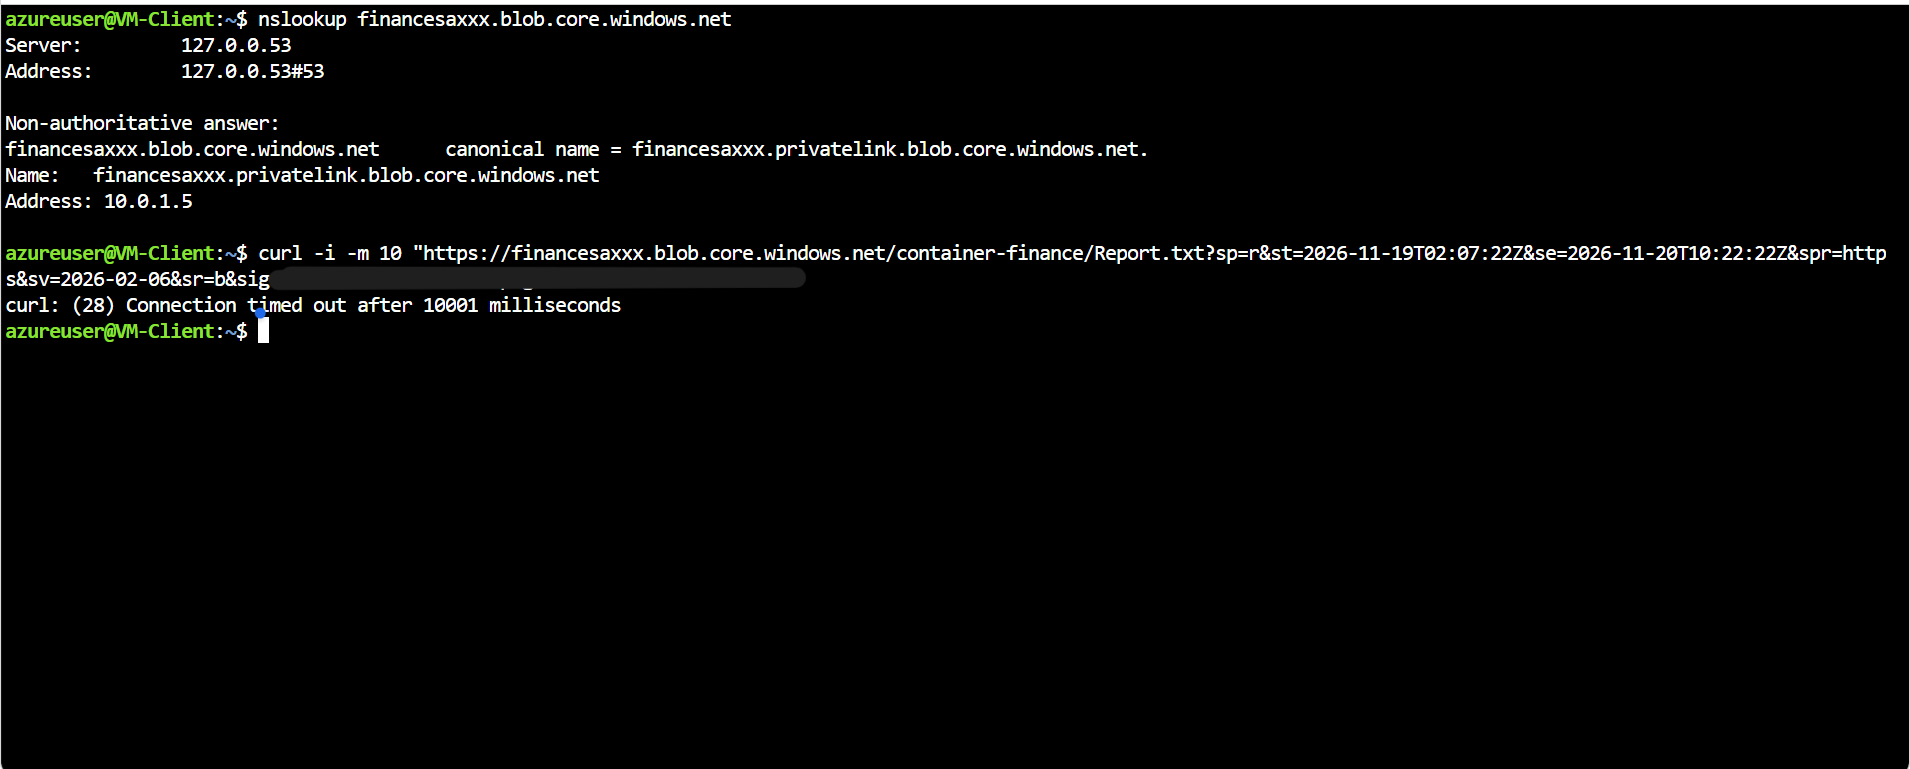 azureuser@VM-Client:~$ nslookup financesaxxx.blob.core.windows.net
Server:         127.0.0.53
Address:        127.0.0.53#53
Non-authoritative answer:
financesaxxx.blob.core.windows.net      canonical name = financesaxxx.privatelink.blob.core.windows.net.
Name:   financesaxxx.privatelink.blob.core.windows.net
Address: 10.0.1.5
azureuser@VM-Client:~$ curl -i -m 10 "https://financesaxxx.blob.core.windows.net/container-finance/Report.txt?sp=r&st=2026-11-19T02:07:22Z&se=2026-11-20T10:22:22Z&spr=http
s&sv=2026-02-06&sr=b&sig
curl: (28) Connection timed out after 10001 milliseconds
azureuser@VM-Client:~$